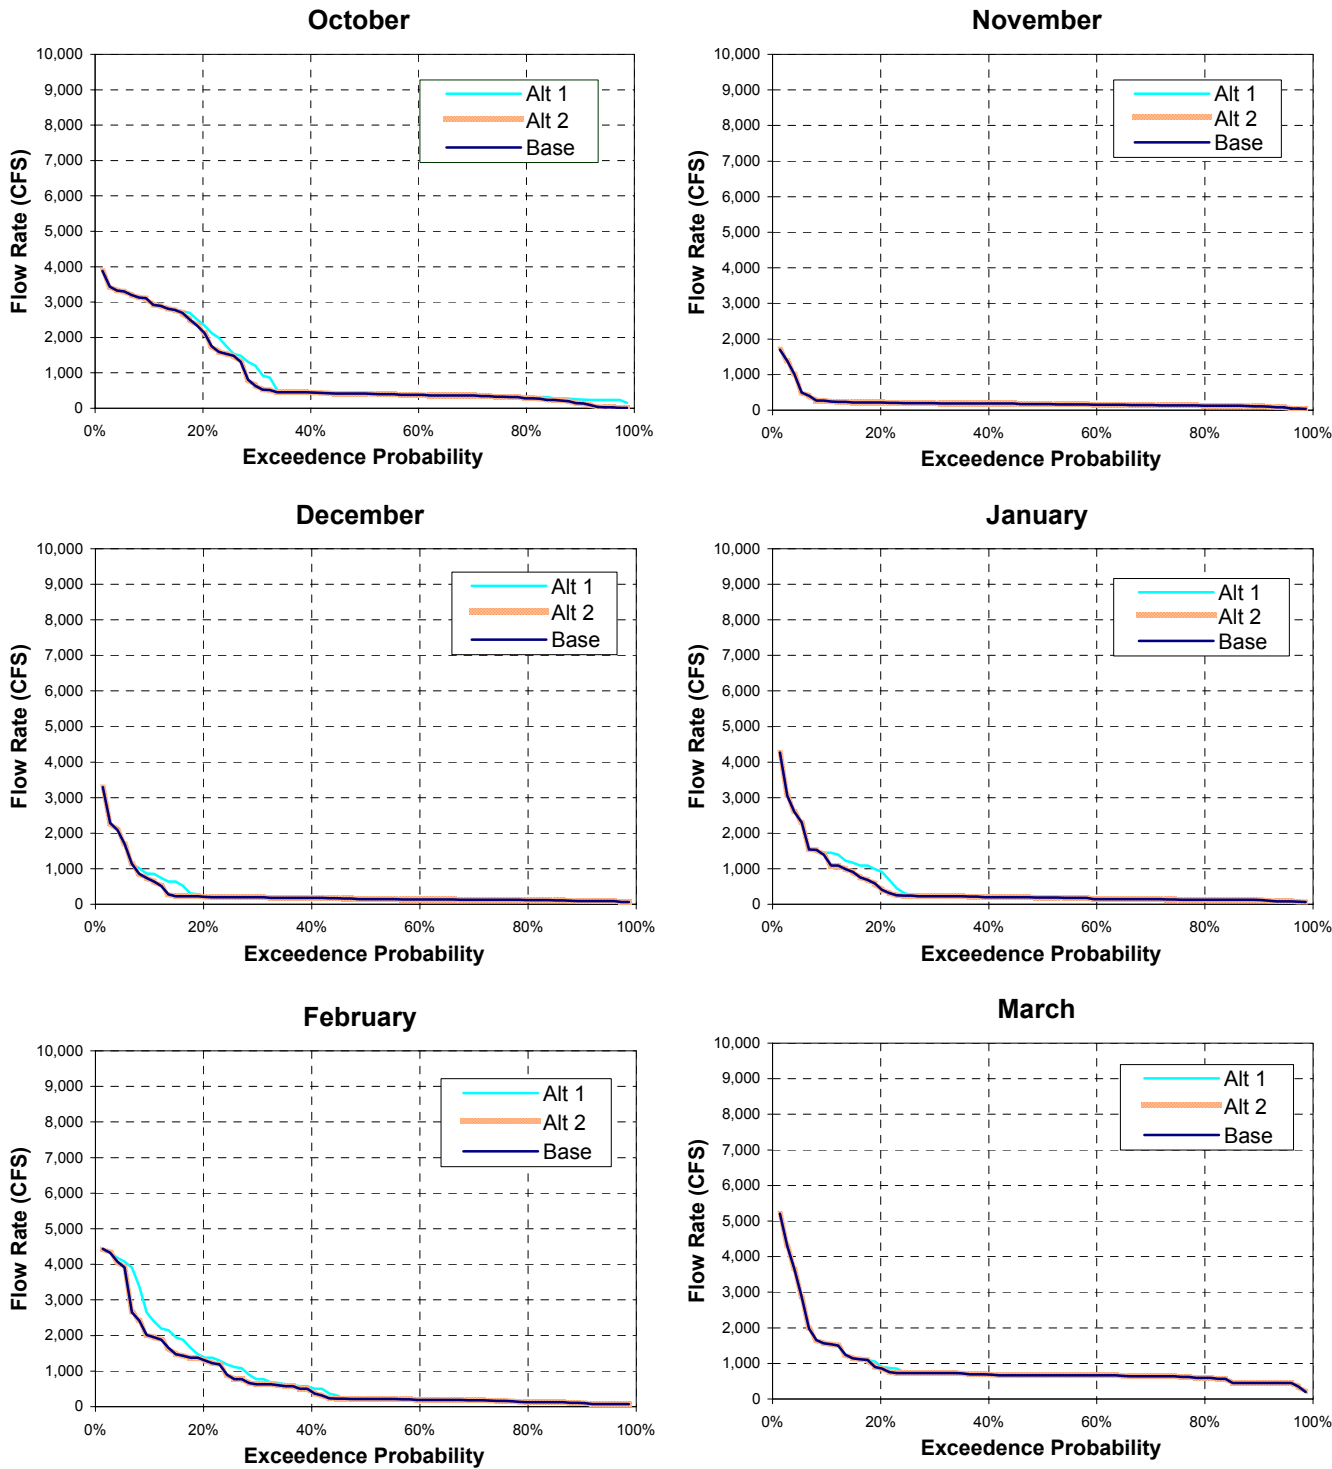 October
10,000
9,000
8,000
7,000
6,000
5,000
4,000
3,000
2,000
1,000
0
Flow Rate (CFS)
Alt 1
Alt 2
Base
0% 20% 40% 60% 80% 100%
Exceedence Probability
November
10,000
9,000
8,000
7,000
6,000
5,000
4,000
3,000
2,000
1,000
0
Flow Rate (CFS)
Alt 1
Alt 2
Base
0% 20% 40% 60% 80% 100%
Exceedence Probability
December
10,000
9,000
8,000
7,000
6,000
5,000
4,000
3,000
2,000
1,000
0
Flow Rate (CFS)
Alt 1
Alt 2
Base
0% 20% 40% 60% 80% 100%
Exceedence Probability
January
10,000
9,000
8,000
7,000
6,000
5,000
4,000
3,000
2,000
1,000
0
Flow Rate (CFS)
Alt 1
Alt 2
Base
0% 20% 40% 60% 80% 100%
Exceedence Probability
February
10,000
9,000
8,000
7,000
6,000
5,000
4,000
3,000
2,000
1,000
0
Flow Rate (CFS)
Alt 1
Alt 2
Base
0% 20% 40% 60% 80% 100%
Exceedence Probability
March
10,000
9,000
8,000
7,000
6,000
5,000
4,000
3,000
2,000
1,000
0
Flow Rate (CFS)
Alt 1
Alt 2
Base
0% 20% 40% 60% 80% 100%
Exceedence Probability